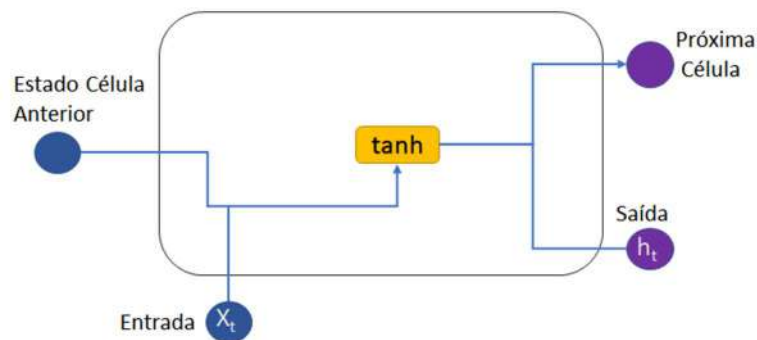 Estado Célula
Anterior
Próxima
Célula
tanh
Saída
hₜ
Entrada
Xₜ